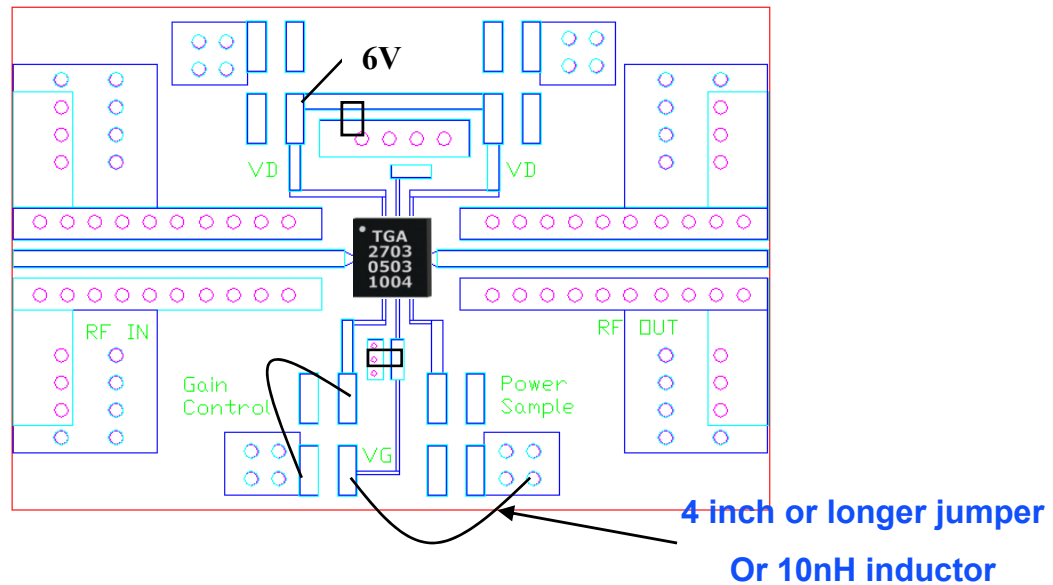 6V
VD
VD
TGA
2703
0503
1004
RF IN
RF OUT
Gain
Control
Power
Sample
VG
4 inch or longer jumper
Or 10nH inductor